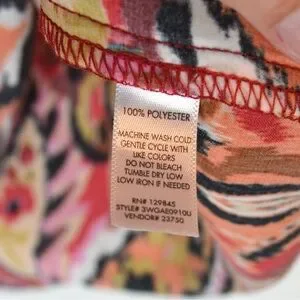 100% POLYESTER
MACHINE WASH COLD
GENTLE CYCLE WITH
LIKE COLORS
DO NOT BLEACH
TUMBLE DRY LOW
LOW IRON IF NEEDED
RN# 129845
STYLE# 3WGAE0910U
VENDOR# 23750